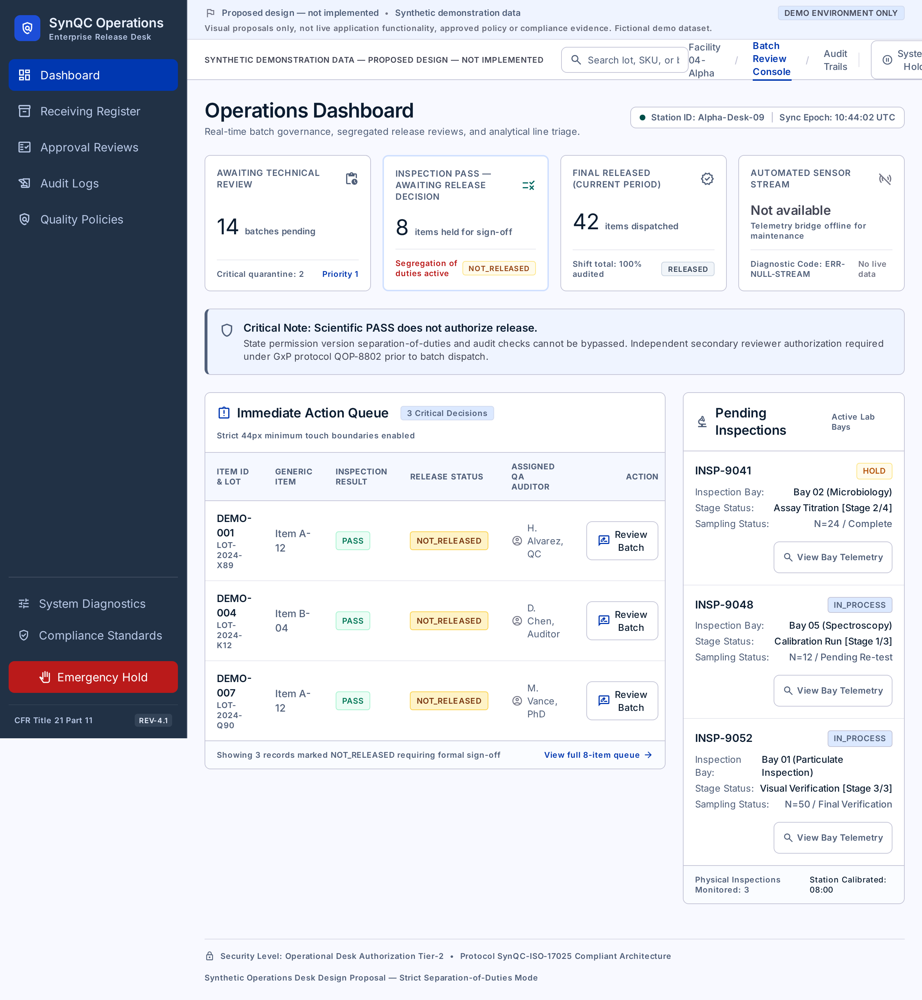 SynQC Operations
Enterprise Release Desk
Dashboard
Receiving Register
Approval Reviews
Audit Logs
Quality Policies
System Diagnostics
Compliance Standards
Emergency Hold
CFR Title 21 Part 11
REV-4.1
Proposed design — not implemented • Synthetic demonstration data
DEMO ENVIRONMENT ONLY
Visual proposals only, not live application functionality, approved policy or compliance evidence. Fictional demo dataset.
SYNTHETIC DEMONSTRATION DATA — PROPOSED DESIGN — NOT IMPLEMENTED
Search lot, SKU, or
Facility
04-
Alpha
/
Batch
Review
Console
/
Audit
Trails
Syste
Hold
Operations Dashboard
Real-time batch governance, segregated release reviews, and analytical line triage.
Station ID: Alpha-Desk-09
Sync Epoch: 10:44:02 UTC
AWAITING TECHNICAL
REVIEW
14 batches pending
Critical quarantine: 2
Priority 1
INSPECTION PASS —
AWAITING RELEASE
DECISION
8 items held for sign-off
Segregation of
duties active
NOT_RELEASED
FINAL RELEASED
(CURRENT PERIOD)
42 items dispatched
Shift total: 100%
audited
RELEASED
AUTOMATED SENSOR
STREAM
Not available
Telemetry bridge offline for
maintenance
Diagnostic Code: ERR-
NULL-STREAM
No live
data
Critical Note: Scientific PASS does not authorize release.
State permission version separation-of-duties and audit checks cannot be bypassed. Independent secondary reviewer authorization required
under GxP protocol QOP-8802 prior to batch dispatch.
Immediate Action Queue
3 Critical Decisions
Strict 44px minimum touch boundaries enabled
ITEM ID
& LOT
GENERIC
ITEM
INSPECTION
RESULT
RELEASE STATUS
ASSIGNED
QA
AUDITOR
ACTION
DEMO-
001
LOT-
2024-
X89
Item A-
12
PASS
NOT_RELEASED
H.
Alvarez,
QC
Review
Batch
DEMO-
004
LOT-
2024-
K12
Item B-
04
PASS
NOT_RELEASED
D.
Chen,
Auditor
Review
Batch
DEMO-
007
LOT-
2024-
Q90
Item A-
12
PASS
NOT_RELEASED
M.
Vance,
PhD
Review
Batch
Showing 3 records marked NOT_RELEASED requiring formal sign-off
View full 8-item queue
Pending
Inspections
Active Lab
Bays
INSP-9041
HOLD
Inspection Bay: Bay 02 (Microbiology)
Stage Status: Assay Titration [Stage 2/4]
Sampling Status: N=24 / Complete
View Bay Telemetry
INSP-9048
IN_PROCESS
Inspection Bay: Bay 05 (Spectroscopy)
Stage Status: Calibration Run [Stage 1/3]
Sampling Status: N=12 / Pending Re-test
View Bay Telemetry
INSP-9052
IN_PROCESS
Inspection
Bay:
Bay 01 (Particulate
Inspection)
Stage Status: Visual Verification [Stage 3/3]
Sampling Status: N=50 / Final Verification
View Bay Telemetry
Physical Inspections
Monitored: 3
Station Calibrated:
08:00
Security Level: Operational Desk Authorization Tier-2 • Protocol SynQC-ISO-17025 Compliant Architecture
Synthetic Operations Desk Design Proposal — Strict Separation-of-Duties Mode